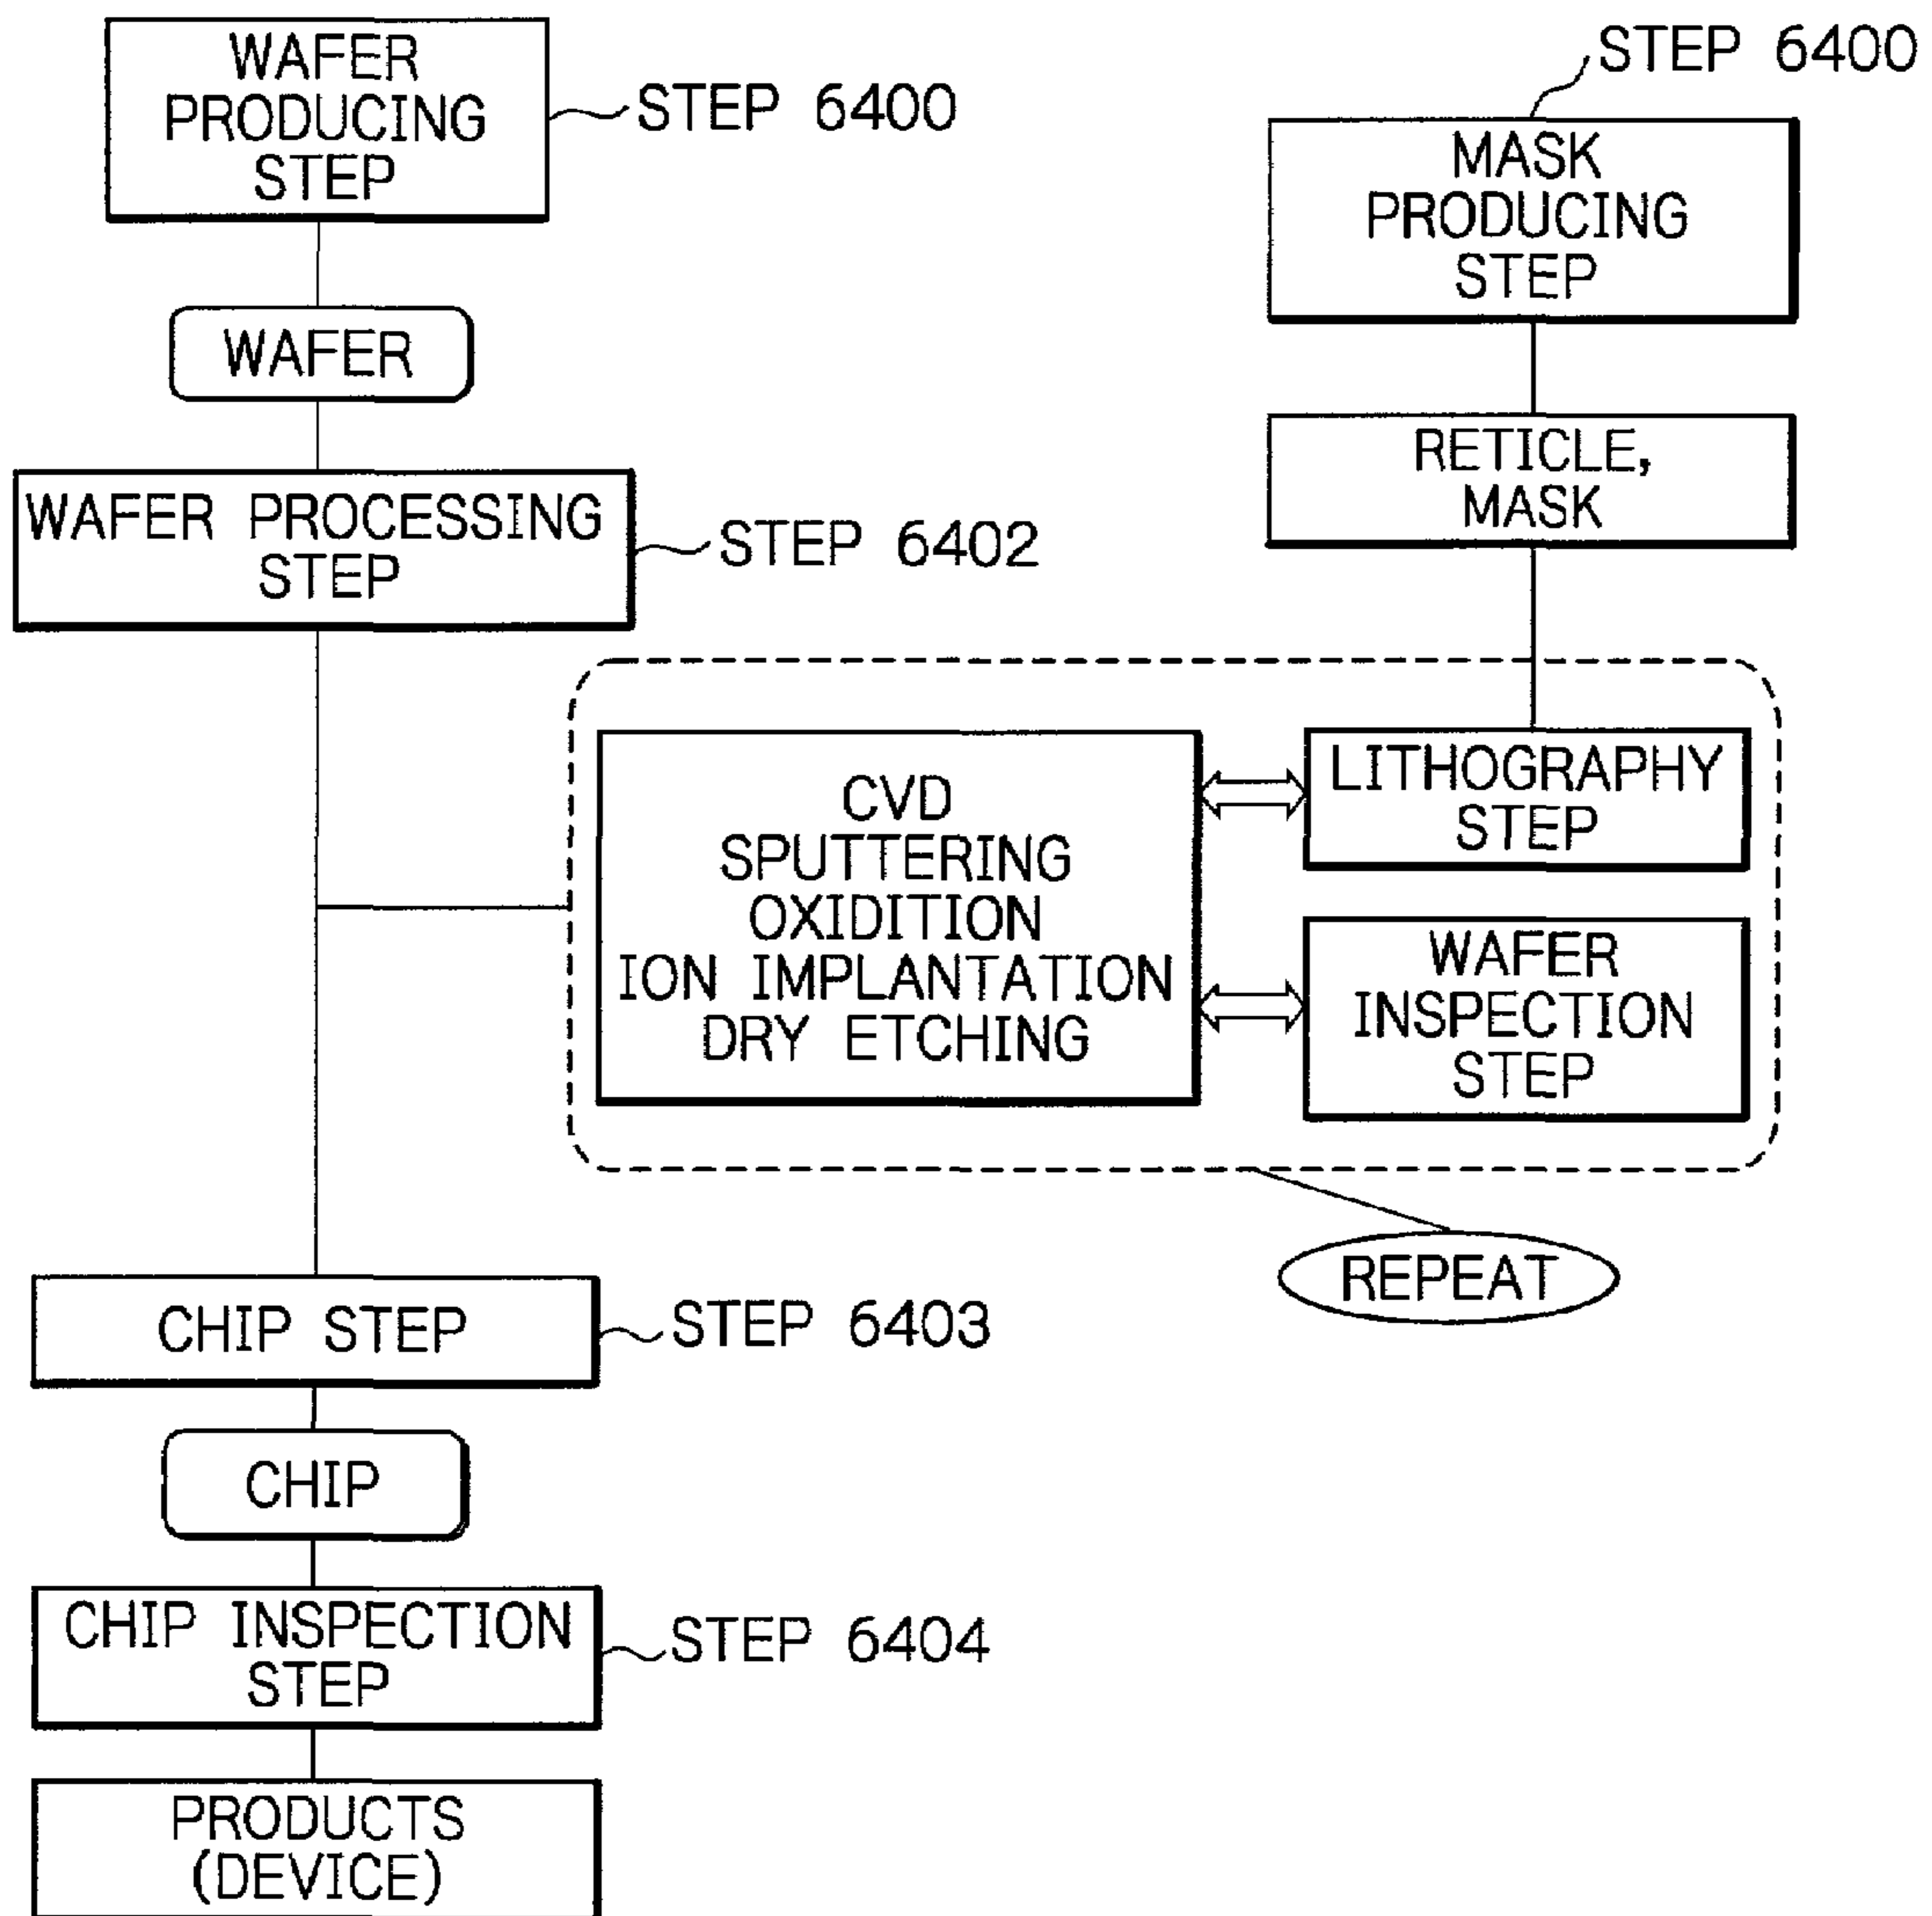 WAFER
PRODUCING
STEP
STEP 6400
STEP 6400
MASK
PRODUCING
STEP
WAFER
RETICLE,
MASK
WAFER PROCESSING
STEP
STEP 6402
CVD
SPUTTERING
OXIDITION
ION IMPLANTATION
DRY ETCHING
LITHOGRAPHY
STEP
WAFER
INSPECTION
STEP
REPEAT
CHIP STEP
STEP 6403
CHIP
CHIP INSPECTION
STEP
STEP 6404
PRODUCTS
(DEVICE)